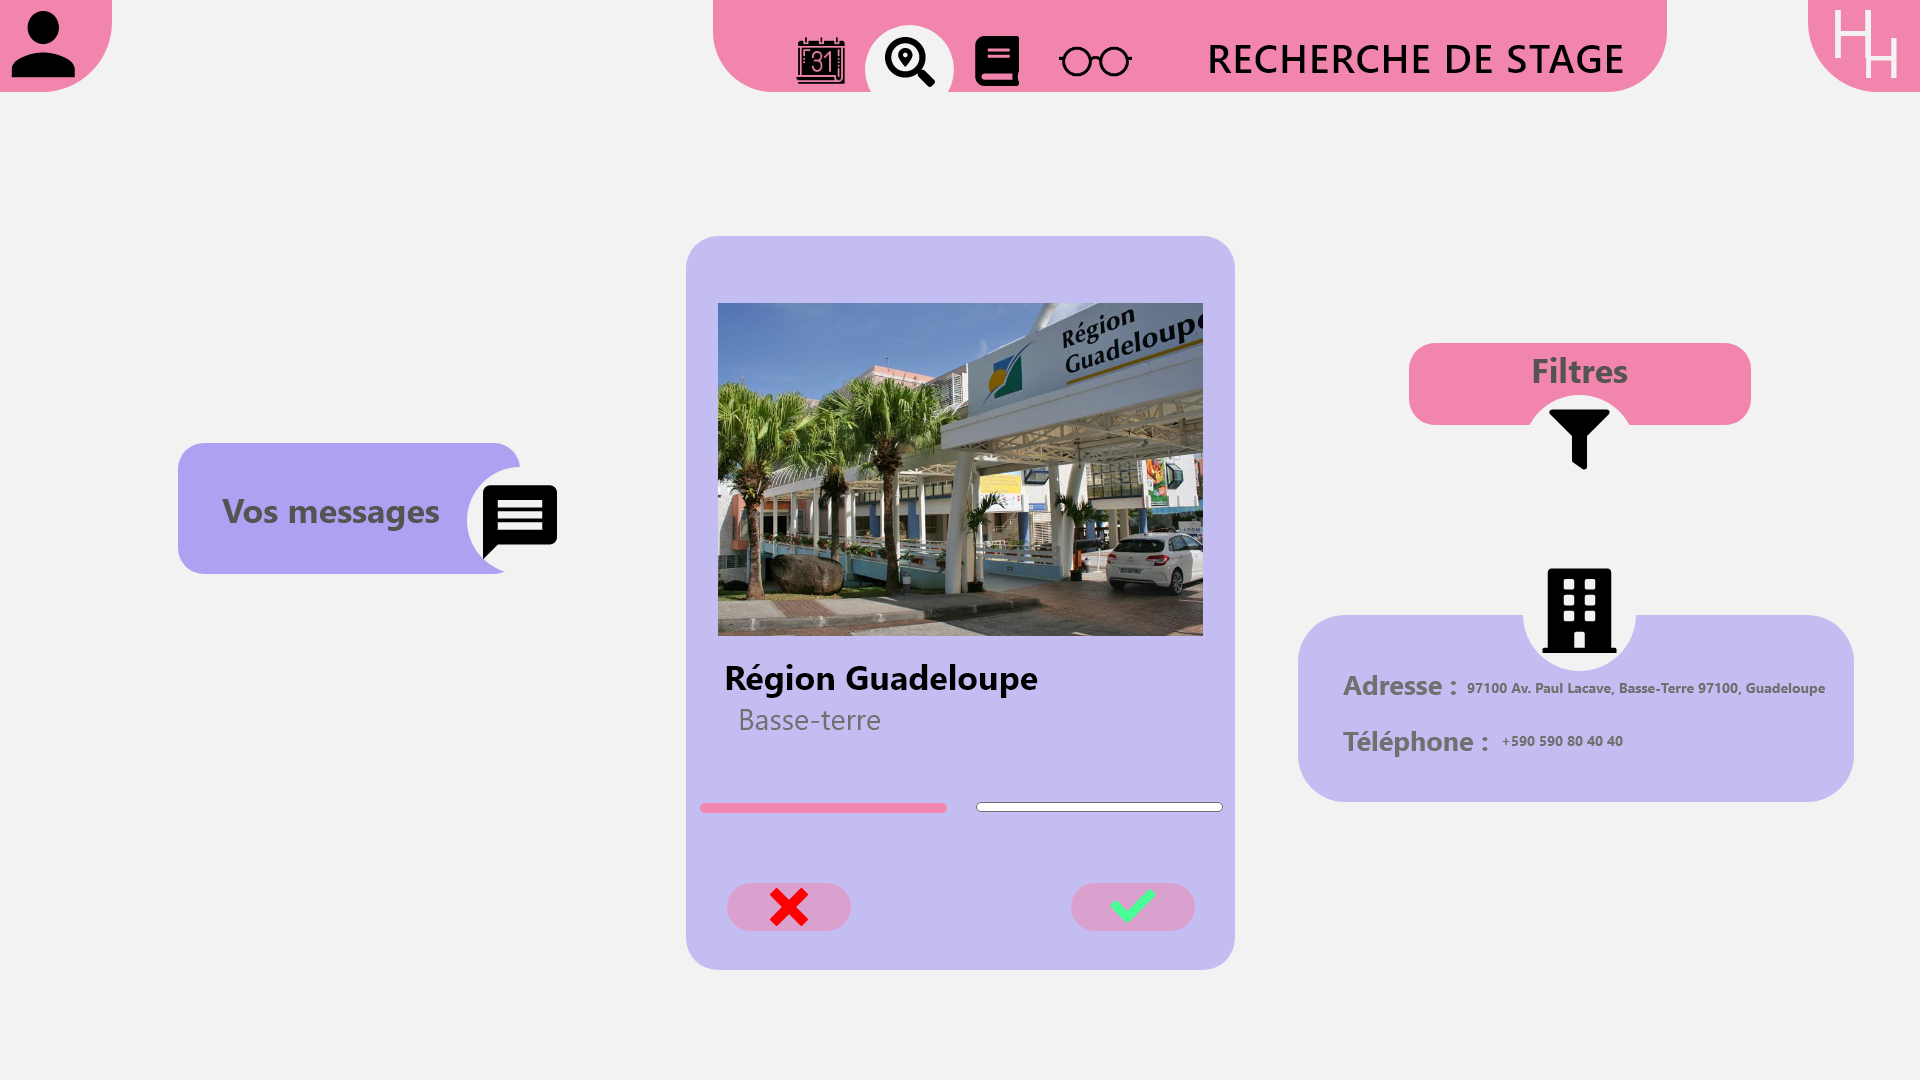 31
RECHERCHE DE STAGE
HH
Région
Guadeloupe
Filtres
Vos messages
Région Guadeloupe
Basse-terre
Adresse : 97100 Av. Paul Lacave, Basse-Terre 97100, Guadeloupe
Téléphone : +590 590 80 40 40